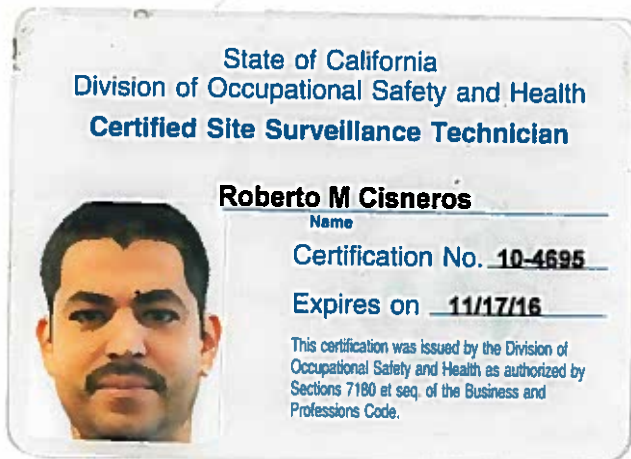 State of California
Division of Occupational Safety and Health
Certified Site Surveillance Technician
Roberto M Cisneros
Name
Certification No. 10-4695
Expires on 11/17/16
This certification was issued by the Division of
Occupational Safety and Health as authorized by
Sections 7180 et seq. of the Business and
Professions Code.